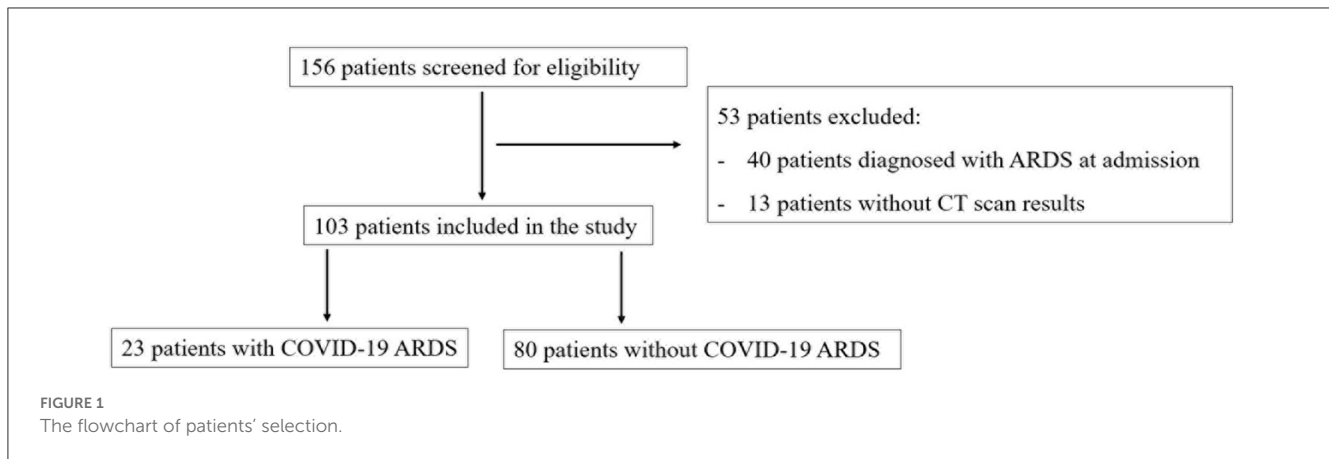 156 patients screened for eligibility
53 patients excluded:
- 40 patients diagnosed with ARDS at admission
- 13 patients without CT scan results
103 patients included in the study
23 patients with COVID-19 ARDS
80 patients without COVID-19 ARDS
FIGURE 1
The flowchart of patients' selection.